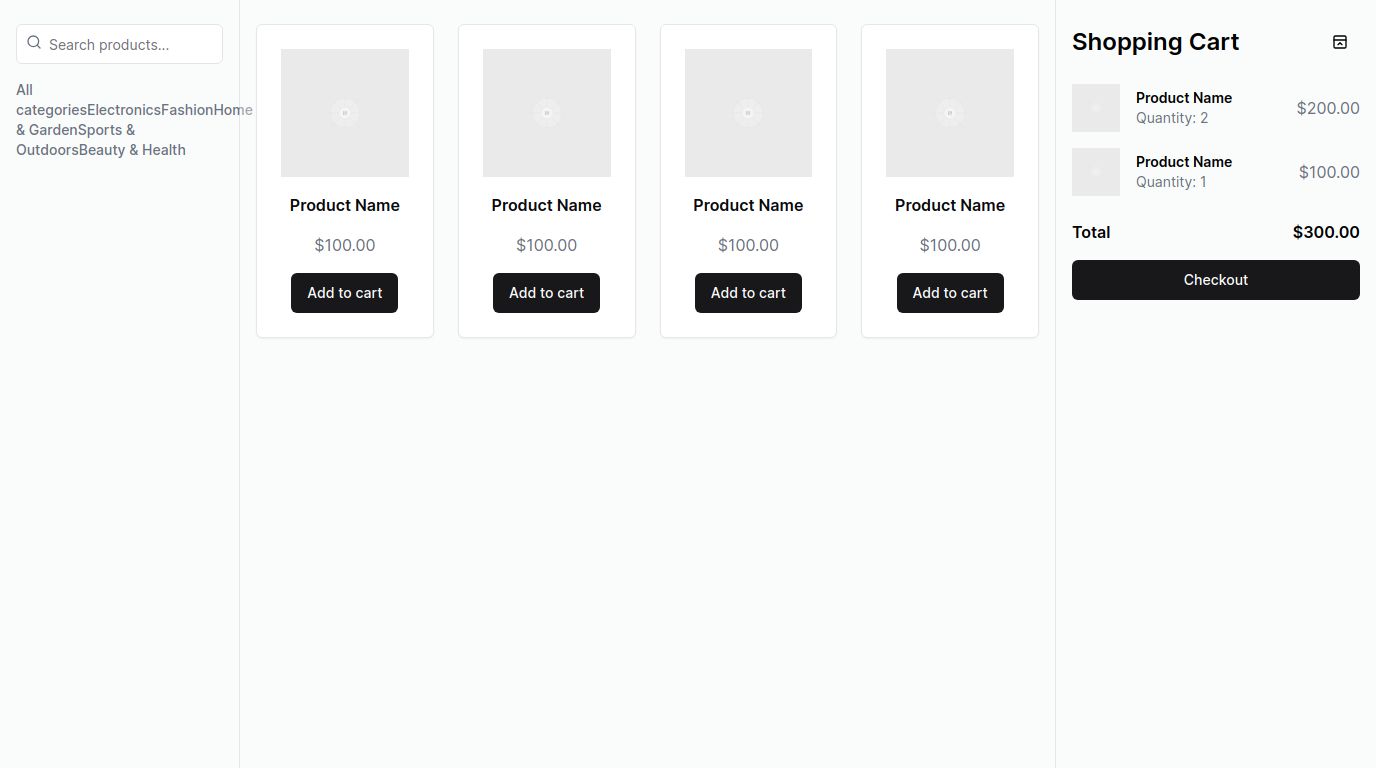 Search products...
All
categoriesElectronicsFashionHome
& GardenSports &
OutdoorsBeauty & Health
Product Name
$100.00
Add to cart
Product Name
$100.00
Add to cart
Product Name
$100.00
Add to cart
Product Name
$100.00
Add to cart
Shopping Cart
Product Name
Quantity: 2
$200.00
Product Name
Quantity: 1
$100.00
Total
$300.00
Checkout